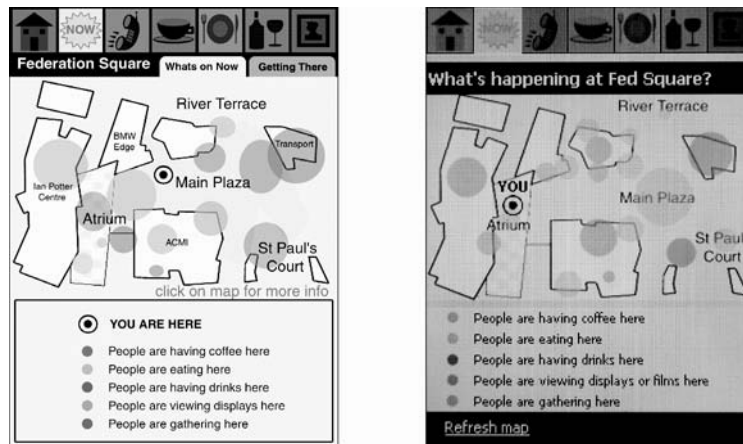 NOW
Federation Square
Whats on Now
Getting There
River Terrace
BMW
Edge
Transport
Ian Potter
Centre
Main Plaza
Atrium
ACMI
St Paul's
Court
click on map for more info
YOU ARE HERE
People are having coffee here
People are eating here
People are having drinks here
People are viewing displays here
People are gathering here
NOW
What's happening at Fed Square?
River Terrace
YOU
Main Plaza
Atrium
St Paul
Court
People are having coffee here
People are eating here
People are having drinks here
People are viewing displays or films here
People are gathering here
Refresh map